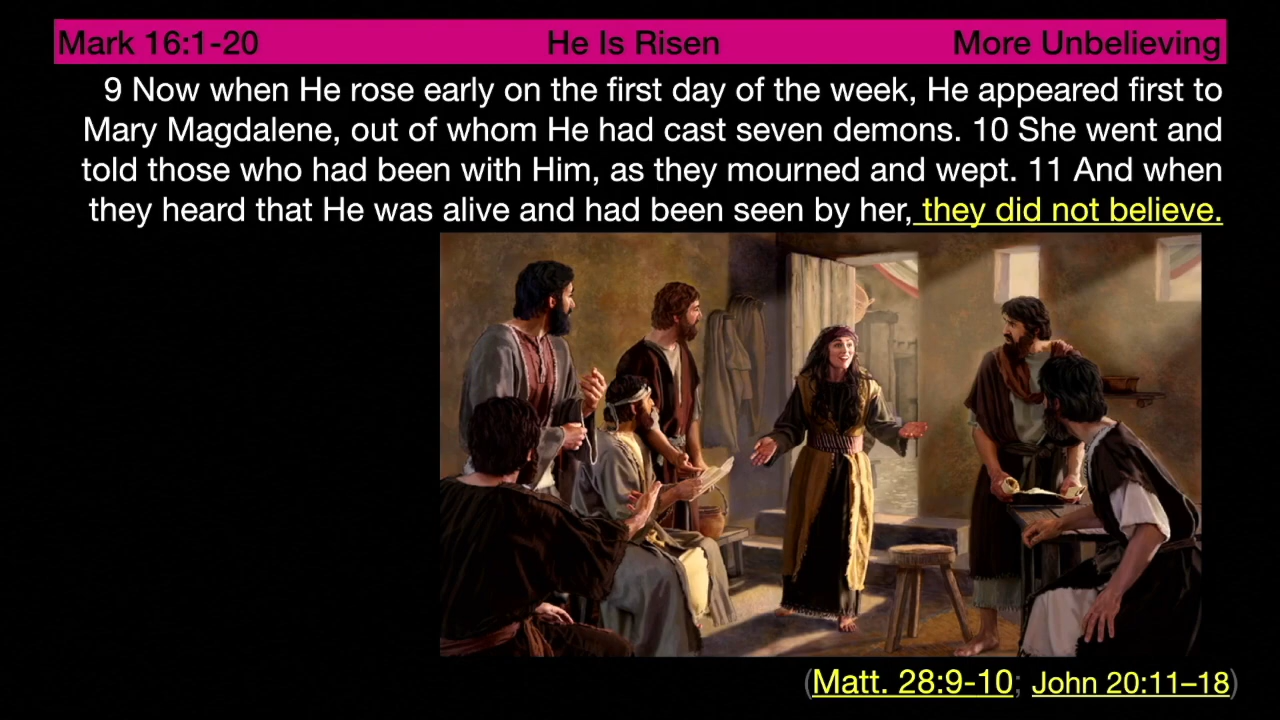 Mark 16:1-20 He Is Risen More Unbelieving
9 Now when He rose early on the first day of the week, He appeared first to
Mary Magdalene, out of whom He had cast seven demons. 10 She went and
told those who had been with Him, as they mourned and wept. 11 And when
they heard that He was alive and had been seen by her, they did not believe.
(Matt. 28:9-10; John 20:11–18)